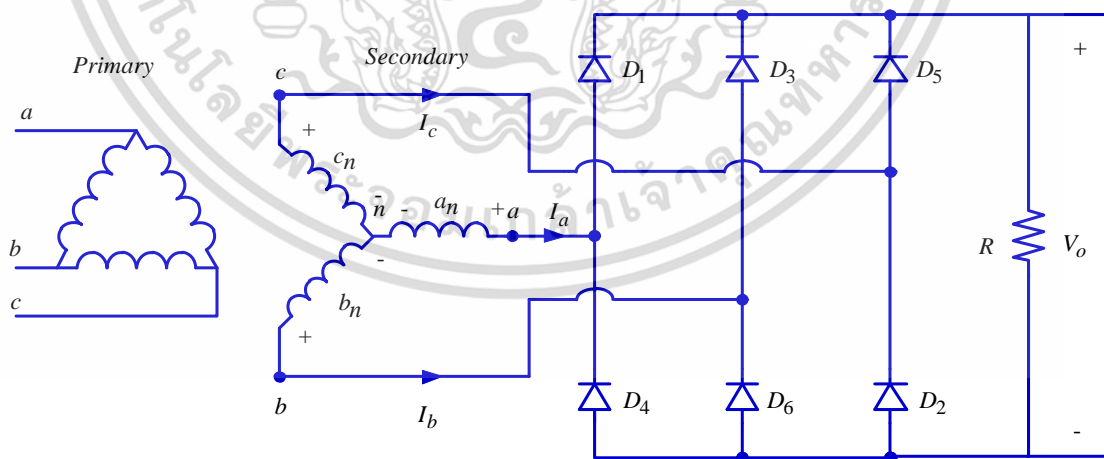 Primary
Secondary
a
b
c
c
+
I_c
c_n
-
n
-
a_n
+ a
I_a
-
b_n
+
b
I_b
D_1
D_3
D_5
D_4
D_6
D_2
R
+
V_o
-